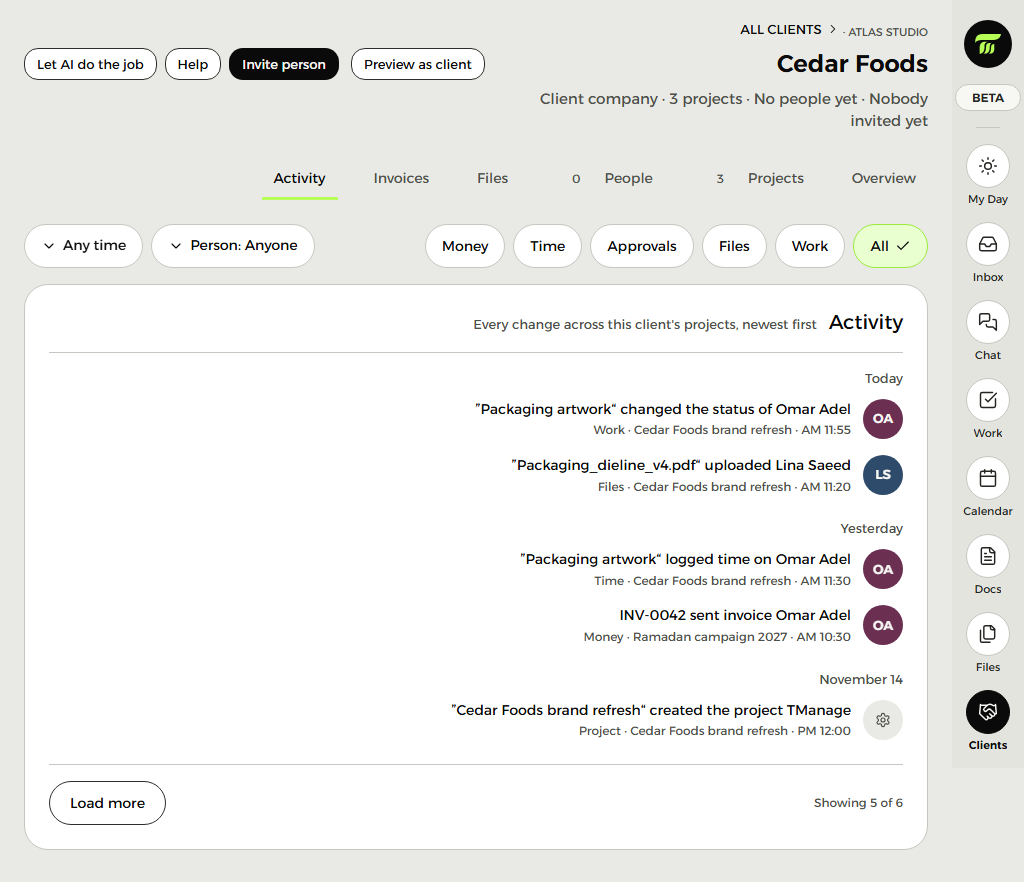 ALL CLIENTS
· ATLAS STUDIO
Cedar Foods
Client company · 3 projects · No people yet · Nobody
invited yet
Let AI do the job
Help
Invite person
Preview as client
BETA
My Day
Inbox
Chat
Work
Calendar
Docs
Files
Clients
Activity
Invoices
Files
0 People
3 Projects
Overview
Any time
Person: Anyone
Money
Time
Approvals
Files
Work
All
Every change across this client's projects, newest first
Activity
Today
"Packaging artwork" changed the status of Omar Adel
Work · Cedar Foods brand refresh · AM 11:55
OA
"Packaging_dieline_v4.pdf" uploaded Lina Saeed
Files · Cedar Foods brand refresh · AM 11:20
LS
Yesterday
"Packaging artwork" logged time on Omar Adel
Time · Cedar Foods brand refresh · AM 11:30
OA
INV-0042 sent invoice Omar Adel
Money · Ramadan campaign 2027 · AM 10:30
OA
November 14
"Cedar Foods brand refresh" created the project TManage
Project · Cedar Foods brand refresh · PM 12:00
Load more
Showing 5 of 6